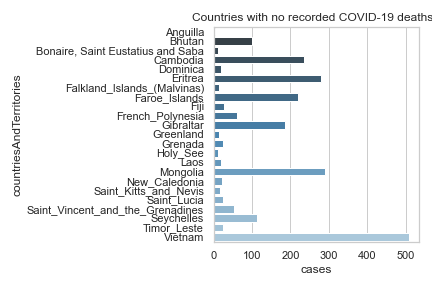 Countries with no recorded COVID-19 deaths
countriesAndTerritories
Anguilla
Bhutan
Bonaire, Saint Eustatius and Saba
Cambodia
Dominica
Eritrea
Falkland_Islands_(Malvinas)
Faroe_Islands
Fiji
French_Polynesia
Gibraltar
Greenland
Grenada
Holy_See
Laos
Mongolia
New_Caledonia
Saint_Kitts_and_Nevis
Saint_Lucia
Saint_Vincent_and_the_Grenadines
Seychelles
Timor_Leste
Vietnam
0 100 200 300 400 500
cases